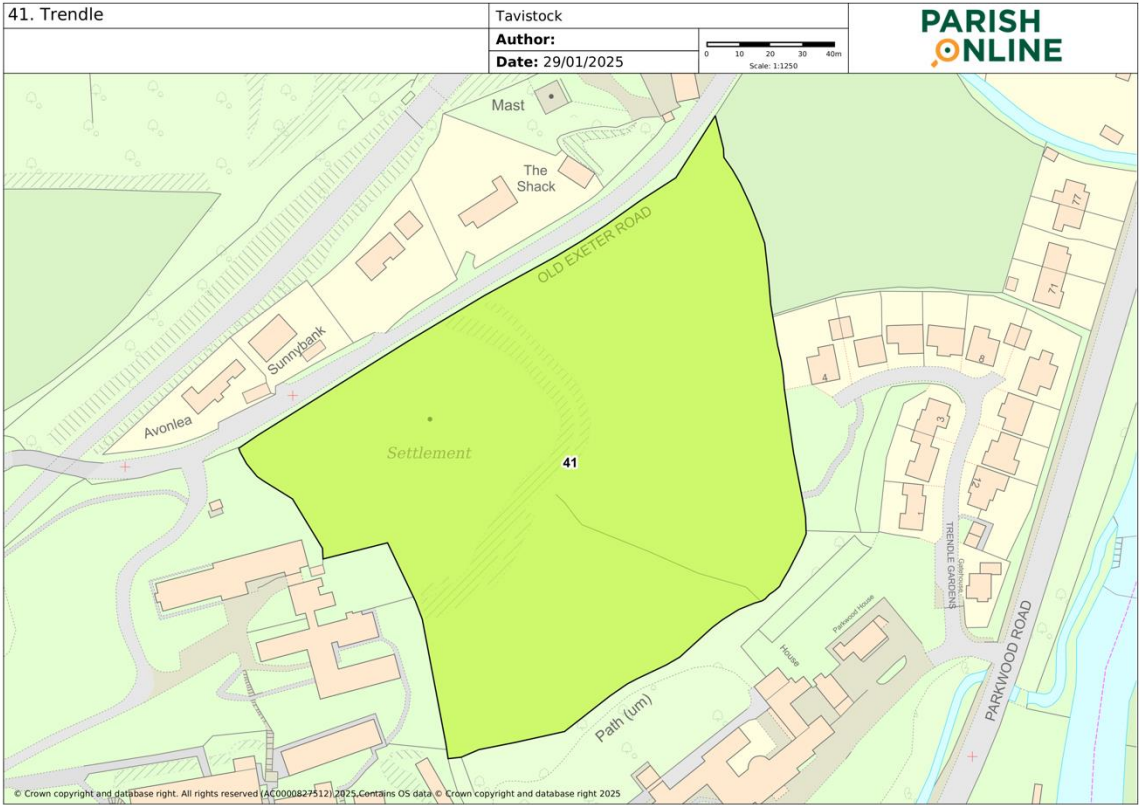 41. Trendle
Tavistock
Author:
Date: 29/01/2025
0 10 20 30 40m
Scale: 1:1250
PARISH
ONLINE
Mast
The
Shack
OLD EXETER ROAD
Sunnybank
Avonlea
Settlement
41
77
71
4
8
3
12
1
TRENDLE GARDENS
Gatehouse
Parkwood House
House
Path (um)
PARKWOOD ROAD
© Crown copyright and database right. All rights reserved (AC0000827512) 2025 Contains OS data © Crown copyright and database right 2025